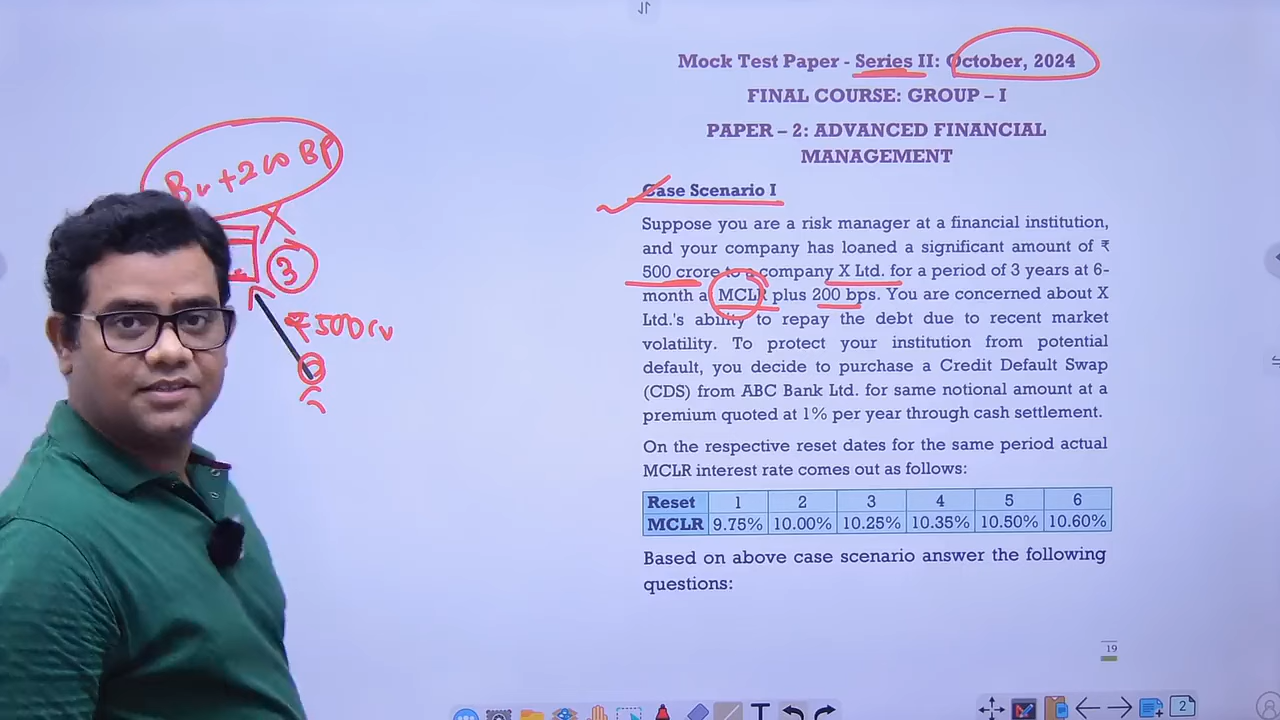 Mock Test Paper - Series II: October, 2024
FINAL COURSE: GROUP – I
PAPER – 2: ADVANCED FINANCIAL
MANAGEMENT
Case Scenario I
Suppose you are a risk manager at a financial institution,
and your company has loaned a significant amount of ₹
500 crore to a company X Ltd. for a period of 3 years at 6-
month a MCLR plus 200 bps. You are concerned about X
Ltd.'s ability to repay the debt due to recent market
volatility. To protect your institution from potential
default, you decide to purchase a Credit Default Swap
(CDS) from ABC Bank Ltd. for same notional amount at a
premium quoted at 1% per year through cash settlement.
On the respective reset dates for the same period actual
MCLR interest rate comes out as follows:
Reset 1 2 3 4 5 6
MCLR 9.75% 10.00% 10.25% 10.35% 10.50% 10.60%
Based on above case scenario answer the following
questions:
+200 BP
X
3
₹500 cr
19
T
2